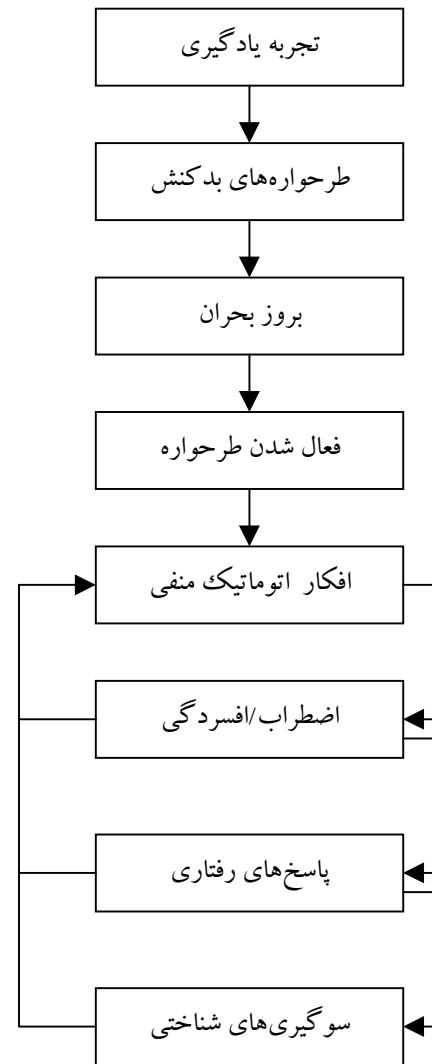 تجربه یادگیری
طرحواره‌های بدکنش
بروز بحران
فعال شدن طرحواره
افکار اتوماتیک منفی
اضطراب/افسردگی
پاسخ‌های رفتاری
سوگیری‌های شناختی